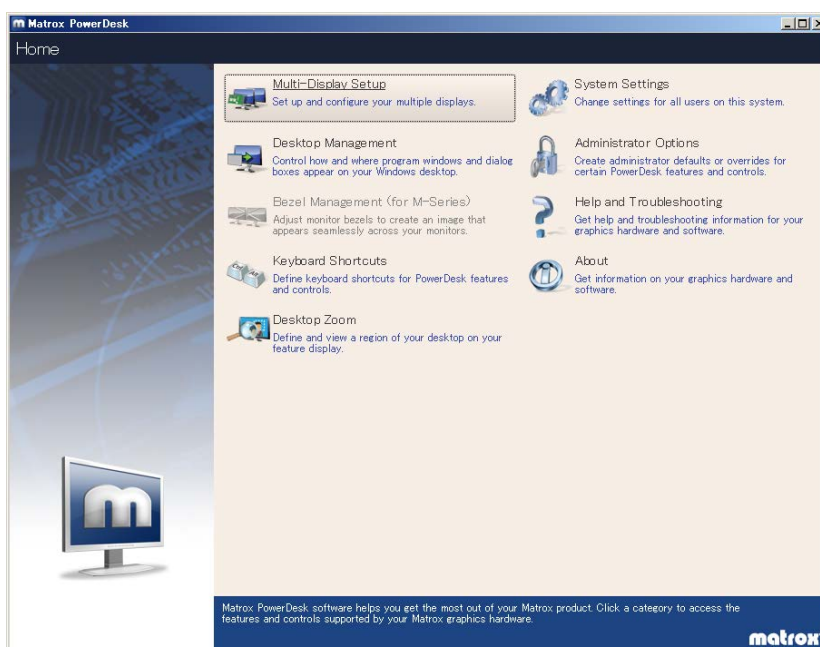 Matrox PowerDesk
Home
Multi-Display Setup
Set up and configure your multiple displays.
Desktop Management
Control how and where program windows and dialog
boxes appear on your Windows desktop.
Bezel Management (for M-Series)
Adjust monitor bezels to create an image that
appears seamlessly across your monitors.
Keyboard Shortcuts
Define keyboard shortcuts for PowerDesk features
and controls.
Desktop Zoom
Define and view a region of your desktop on your
feature display.
System Settings
Change settings for all users on this system.
Administrator Options
Create administrator defaults or overrides for
certain PowerDesk features and controls.
Help and Troubleshooting
Get help and troubleshooting information for your
graphics hardware and software.
About
Get information on your graphics hardware and
software.
m
Matrox PowerDesk software helps you get the most out of your Matrox product. Click a category to access the
features and controls supported by your Matrox graphics hardware.
matrox